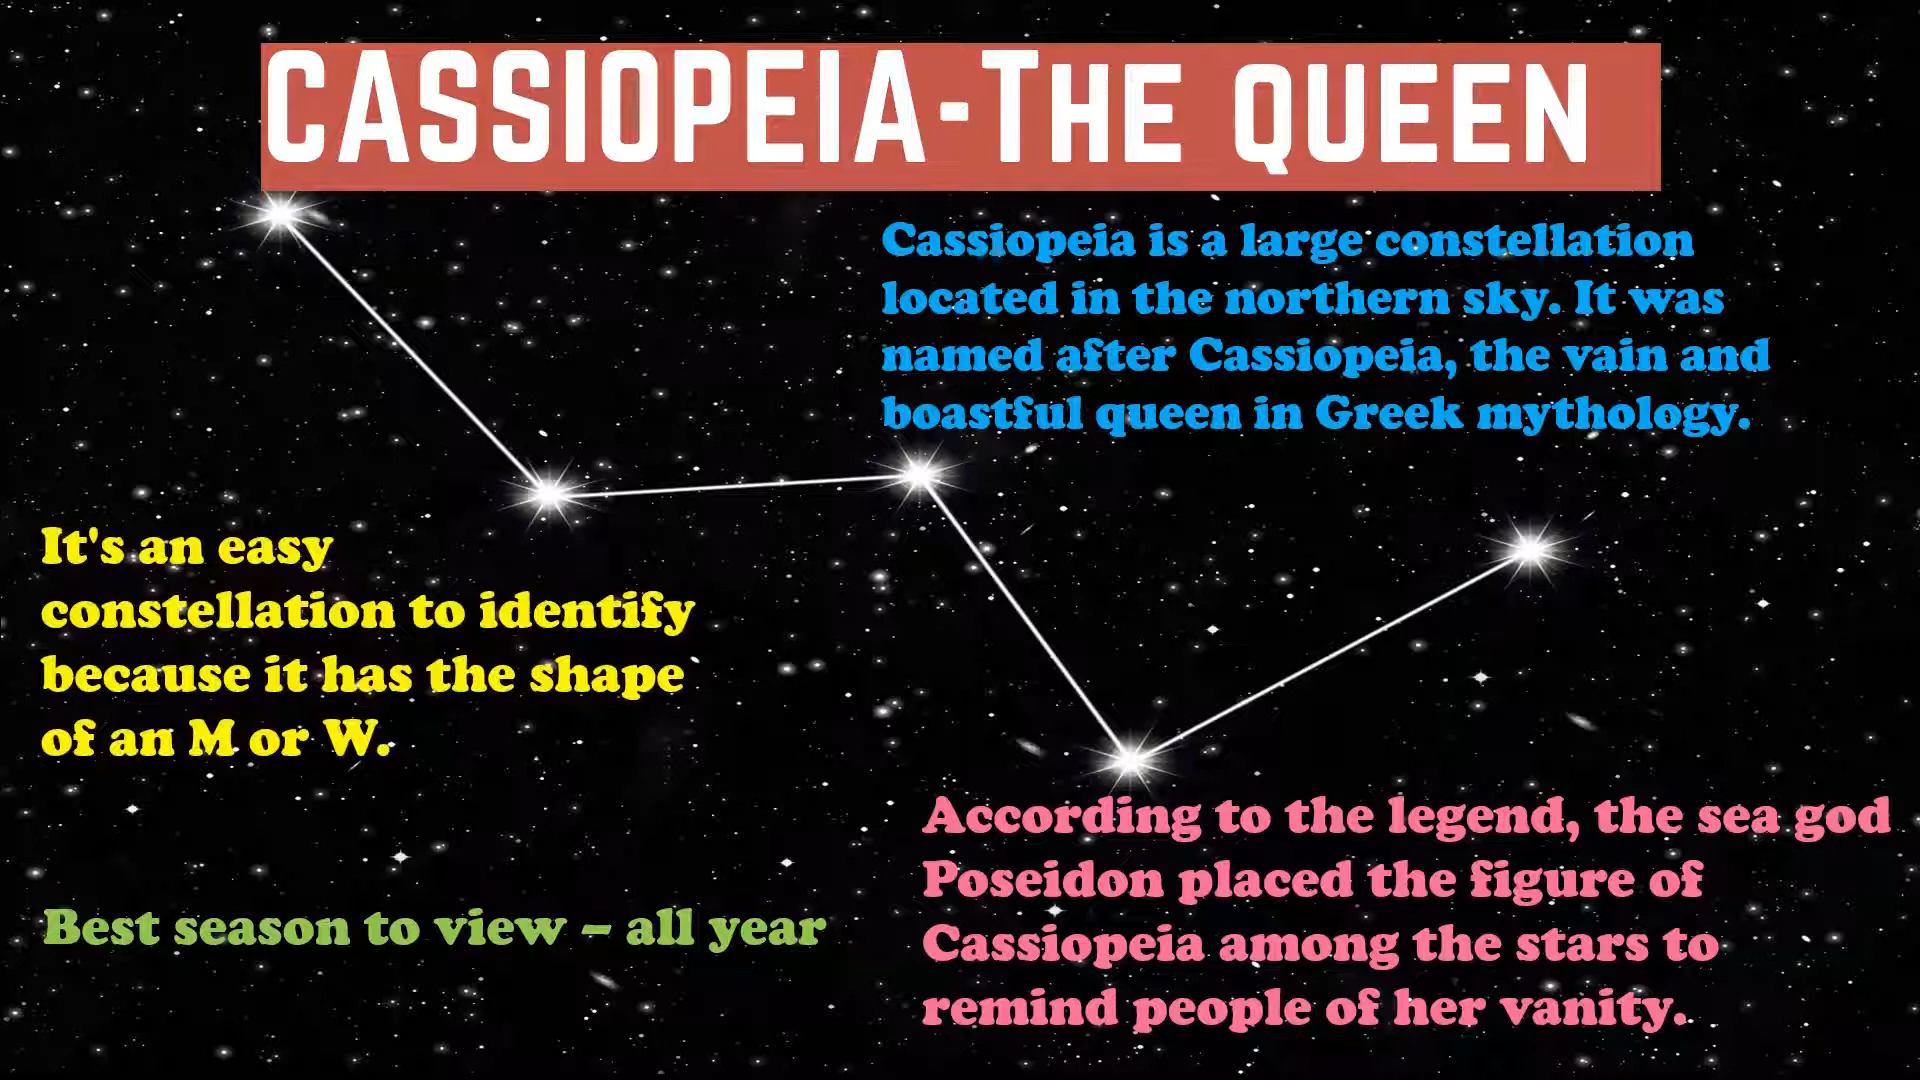 CASSIOPEIA-THE QUEEN
Cassiopeia is a large constellation
located in the northern sky. It was
named after Cassiopeia, the vain and
boastful queen in Greek mythology.
It's an easy
constellation to identify
because it has the shape
of an M or W.
According to the legend, the sea god
Poseidon placed the figure of
Cassiopeia among the stars to
remind people of her vanity.
Best season to view – all year